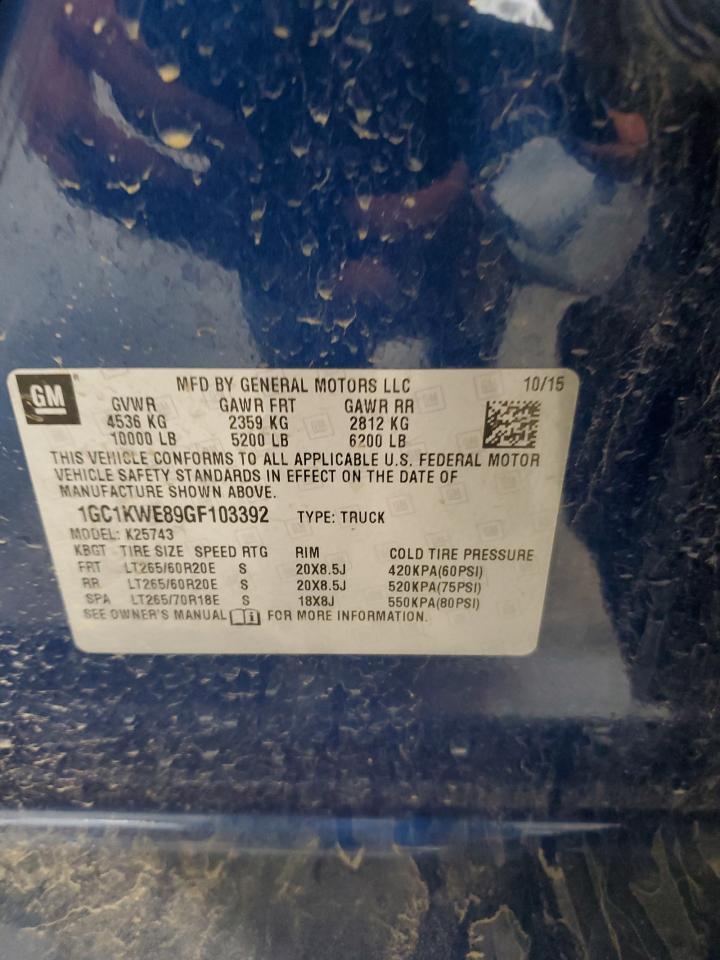 GM
MFD BY GENERAL MOTORS LLC 10/15
GVWR GAWR FRT GAWR RR
4536 KG 2359 KG 2812 KG
10000 LB 5200 LB 6200 LB
THIS VEHICLE CONFORMS TO ALL APPLICABLE U.S. FEDERAL MOTOR
VEHICLE SAFETY STANDARDS IN EFFECT ON THE DATE OF
MANUFACTURE SHOWN ABOVE.
1GC1KWE89GF103392 TYPE: TRUCK
MODEL: K25743
KBGT TIRE SIZE SPEED RTG RIM COLD TIRE PRESSURE
FRT LT265/60R20E S 20X8.5J 420KPA(60PSI)
RR LT265/60R20E S 20X8.5J 520KPA(75PSI)
SPA LT265/70R18E S 18X8J 550KPA(80PSI)
SEE OWNER'S MANUAL FOR MORE INFORMATION.